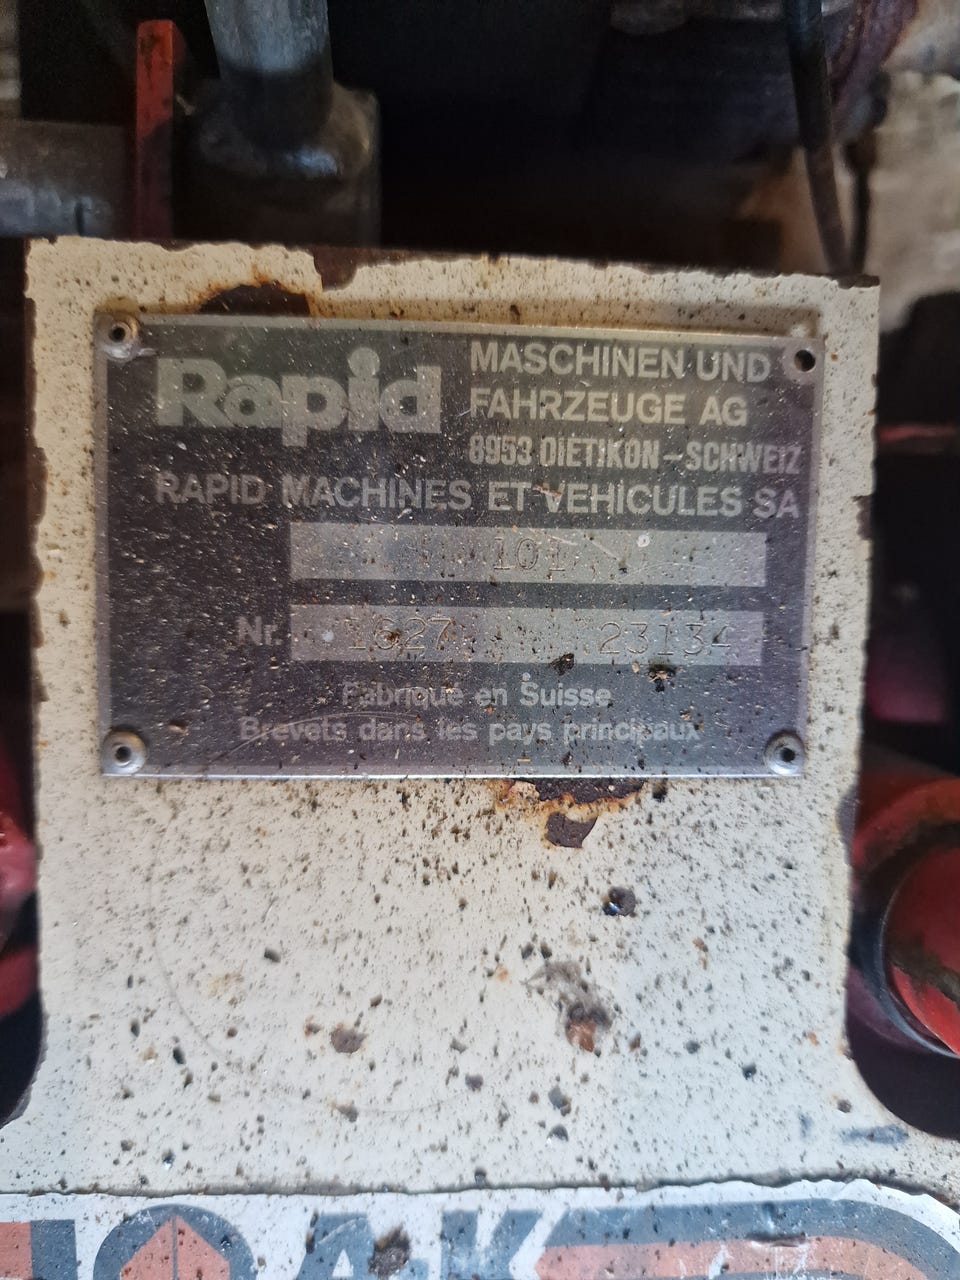 Rapid
MASCHINEN UND
FAHRZEUGE AG
8953 DIETIKON-SCHWEIZ
RAPID MACHINES ET VEHICULES SA
101
Nr. 1627 23134
Fabriqué en Suisse
Brevets dans les pays principaux